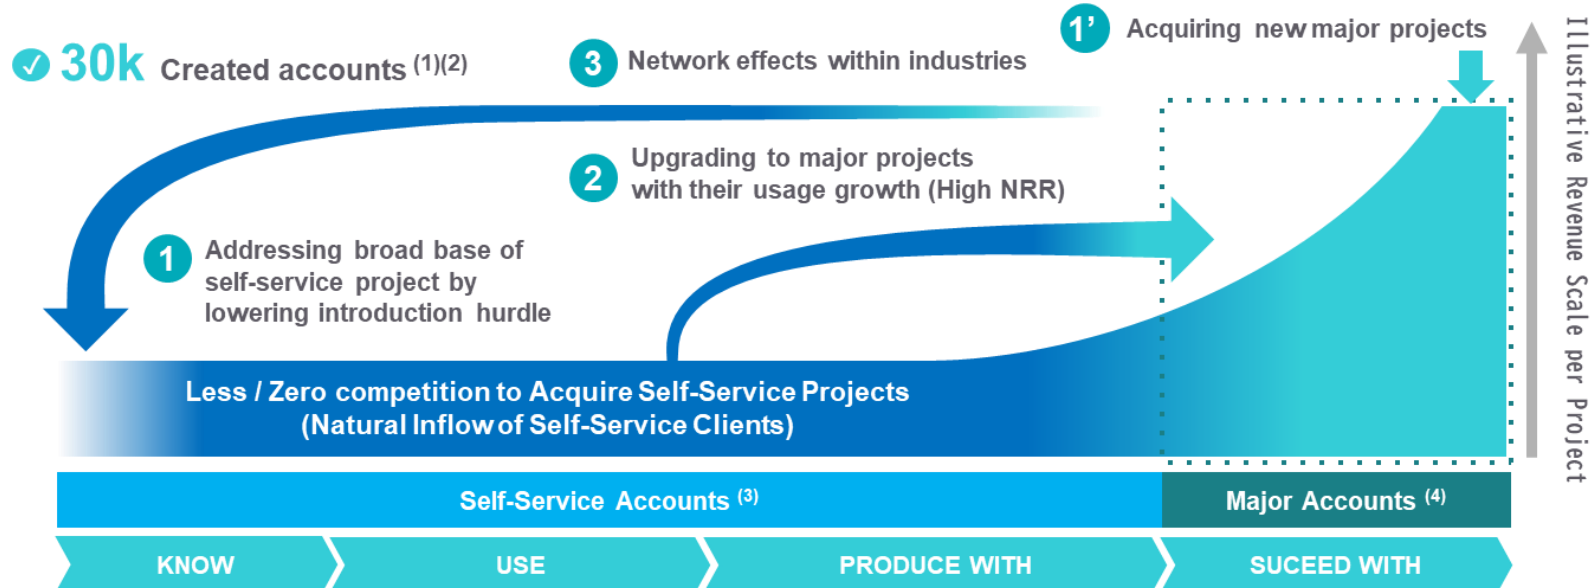 1’ Acquiring new major projects
30k Created accounts (1)(2)
3 Network effects within industries
2 Upgrading to major projects
with their usage growth (High NRR)
1 Addressing broad base of
self-service project by
lowering introduction hurdle
Less / Zero competition to Acquire Self-Service Projects
(Natural Inflow of Self-Service Clients)
Illustrative Revenue Scale per Project
Self-Service Accounts (3)
Major Accounts (4)
KNOW
USE
PRODUCE WITH
SUCEED WITH